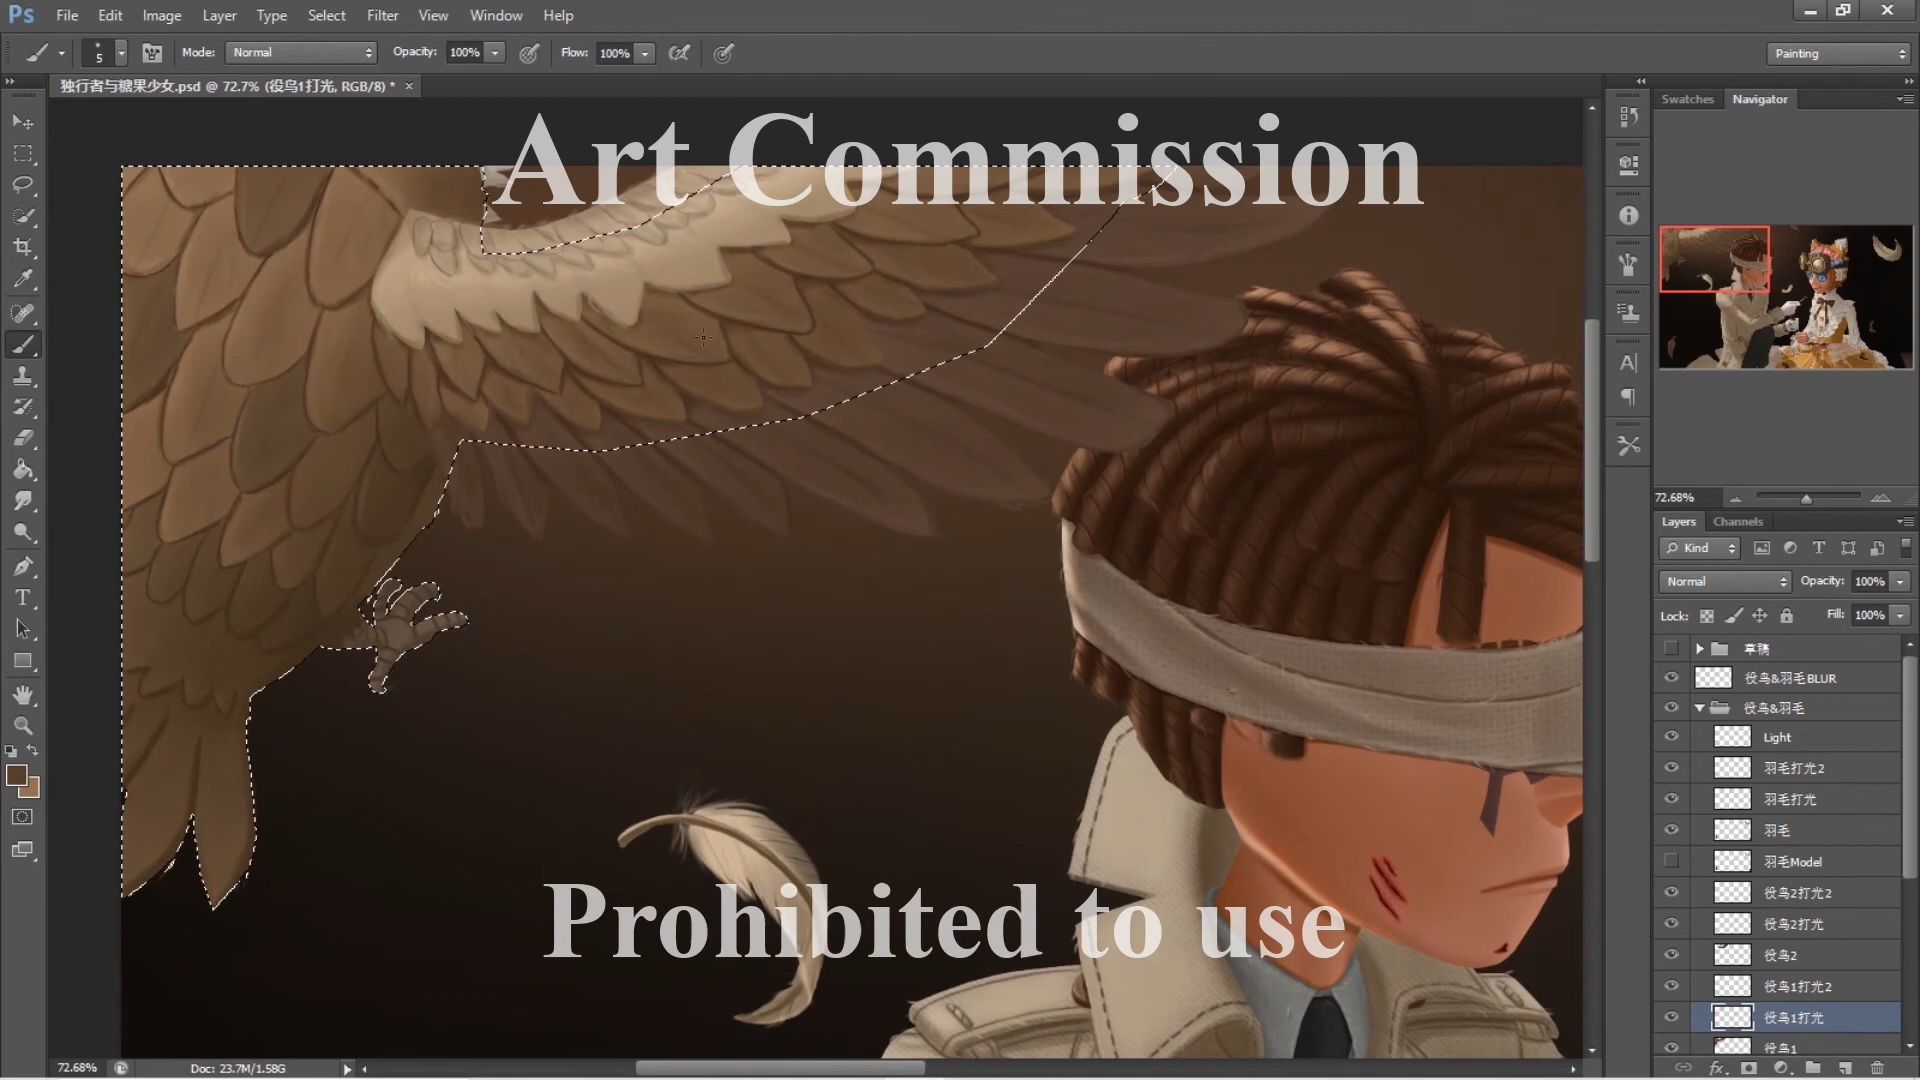 Ps File Edit Image Layer Type Select Filter View Window Help
5 Mode: Normal Opacity: 100% Flow: 100% Painting
独行者与糖果少女.psd @ 72.7% (役鸟1打光, RGB/8) * ×
Swatches Navigator
Art Commission
72.68%
Layers Channels
Kind
Normal Opacity: 100%
Lock: Fill: 100%
草稿
役鸟&羽毛BLUR
役鸟&羽毛
Light
羽毛打光2
羽毛打光
羽毛
羽毛Model
役鸟2打光2
役鸟2打光
役鸟2
役鸟1打光2
役鸟1打光
役鸟1
Prohibited to use
72.68% Doc: 23.7M/1.58G